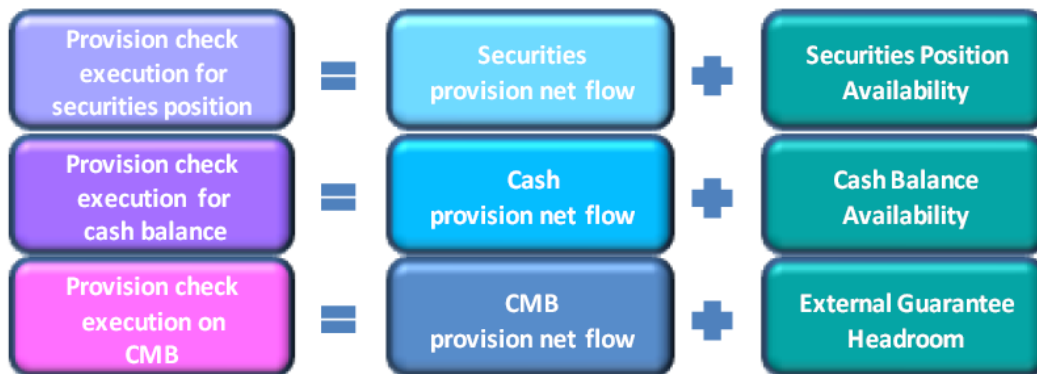 Provision check
execution for
securities position
=
Securities
provision net flow
+
Securities Position
Availability
Provision check
execution for
cash balance
=
Cash
provision net flow
+
Cash Balance
Availability
Provision check
execution on
CMB
=
CMB
provision net flow
+
External Guarantee
Headroom